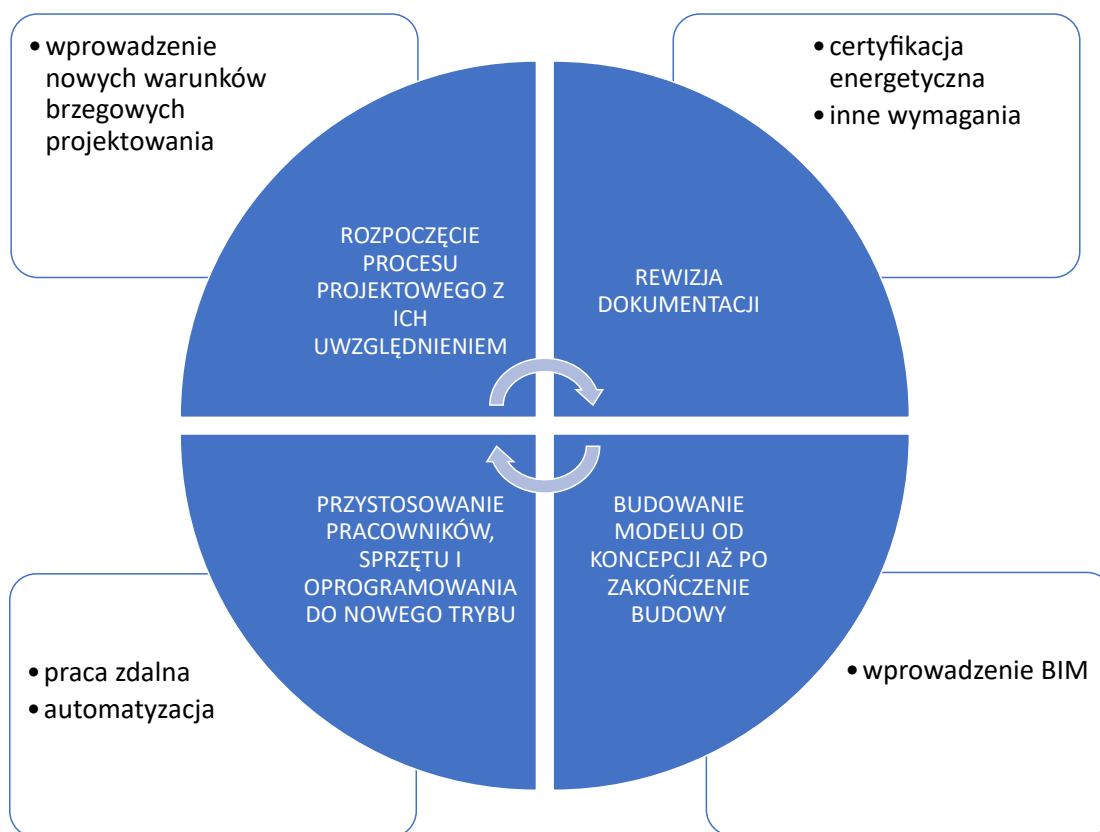 • wprowadzenie
nowych warunków
brzegowych
projektowania
• certyfikacja
energetyczna
• inne wymagania
ROZPOCZĘCIE
PROCESU
PROJEKTOWEGO Z
ICH
UWZGLĘDNIENIEM
REWIZJA
DOKUMENTACJI
PRZYSTOSOWANIE
PRACOWNIKÓW,
SPRZĘTU I
OPROGRAMOWANIA
DO NOWEGO TRYBU
BUDOWANIE
MODELU OD
KONCEPCJI AŻ PO
ZAKOŃCZENIE
BUDOWY
• praca zdalna
• automatyzacja
• wprowadzenie BIM